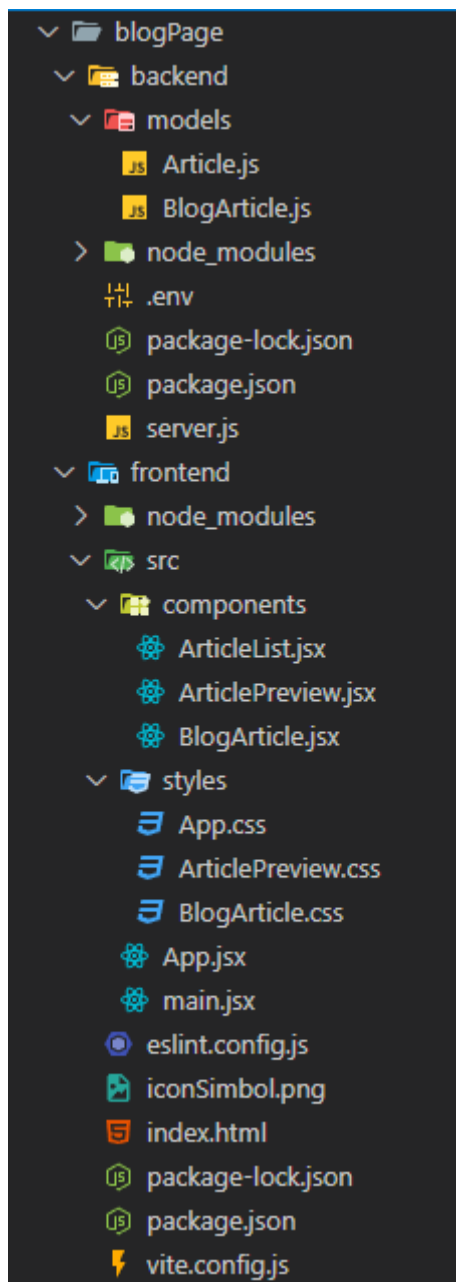 blogPage
backend
models
Article.js
BlogArticle.js
node_modules
.env
package-lock.json
package.json
server.js
frontend
node_modules
src
components
ArticleList.jsx
ArticlePreview.jsx
BlogArticle.jsx
styles
App.css
ArticlePreview.css
BlogArticle.css
App.jsx
main.jsx
eslint.config.js
iconSimbol.png
index.html
package-lock.json
package.json
vite.config.js